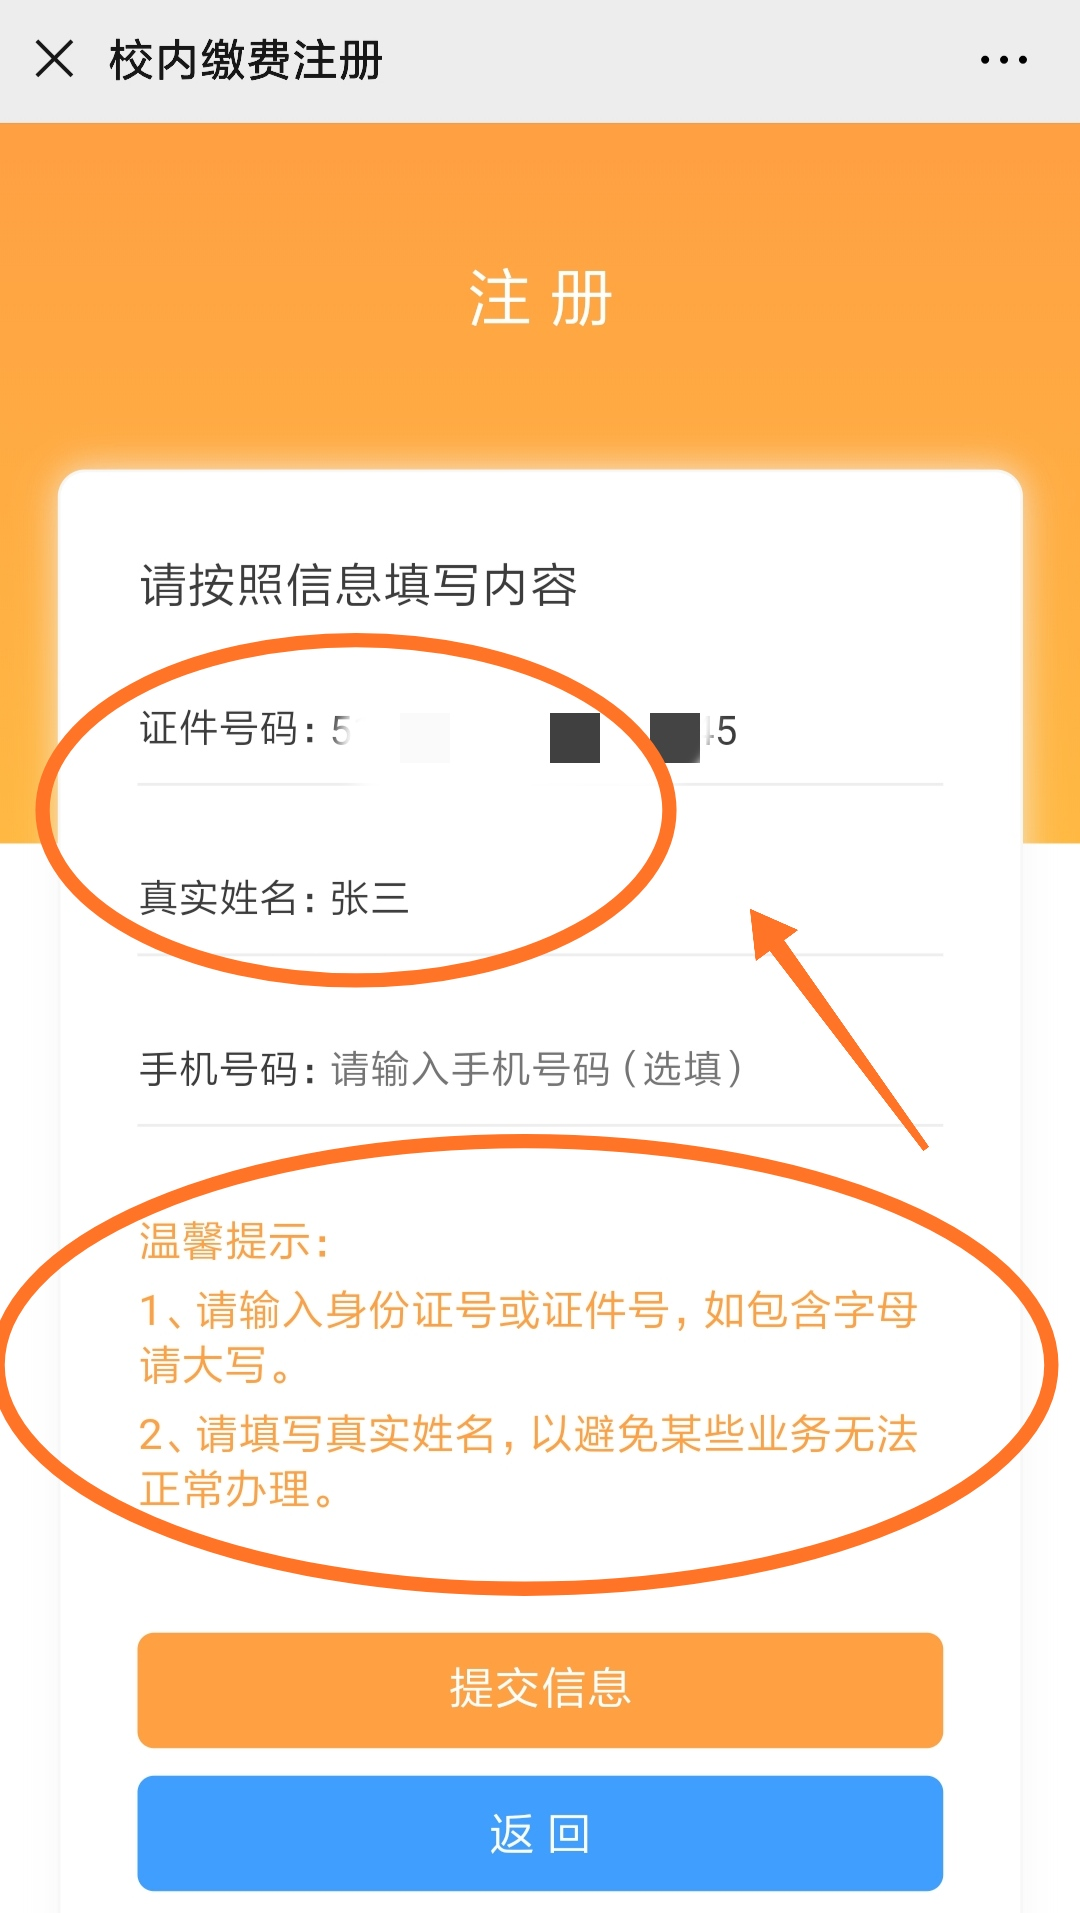 校内缴费注册
注册
请按照信息填写内容
证件号码：5 45
真实姓名：张三
手机号码：请输入手机号码（选填）
温馨提示：
1、请输入身份证号或证件号，如包含字母
请大写。
2、请填写真实姓名，以避免某些业务无法
正常办理。
提交信息
返回